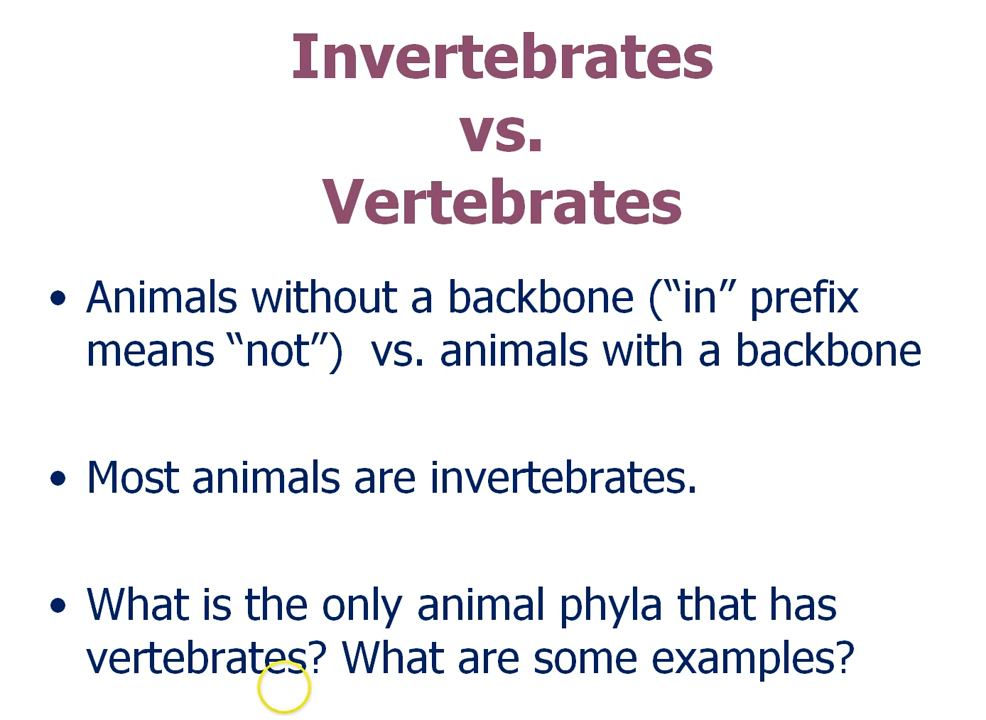 Invertebrates
vs.
Vertebrates
• Animals without a backbone (“in” prefix
means “not”)  vs. animals with a backbone
• Most animals are invertebrates.
• What is the only animal phyla that has
vertebrates? What are some examples?